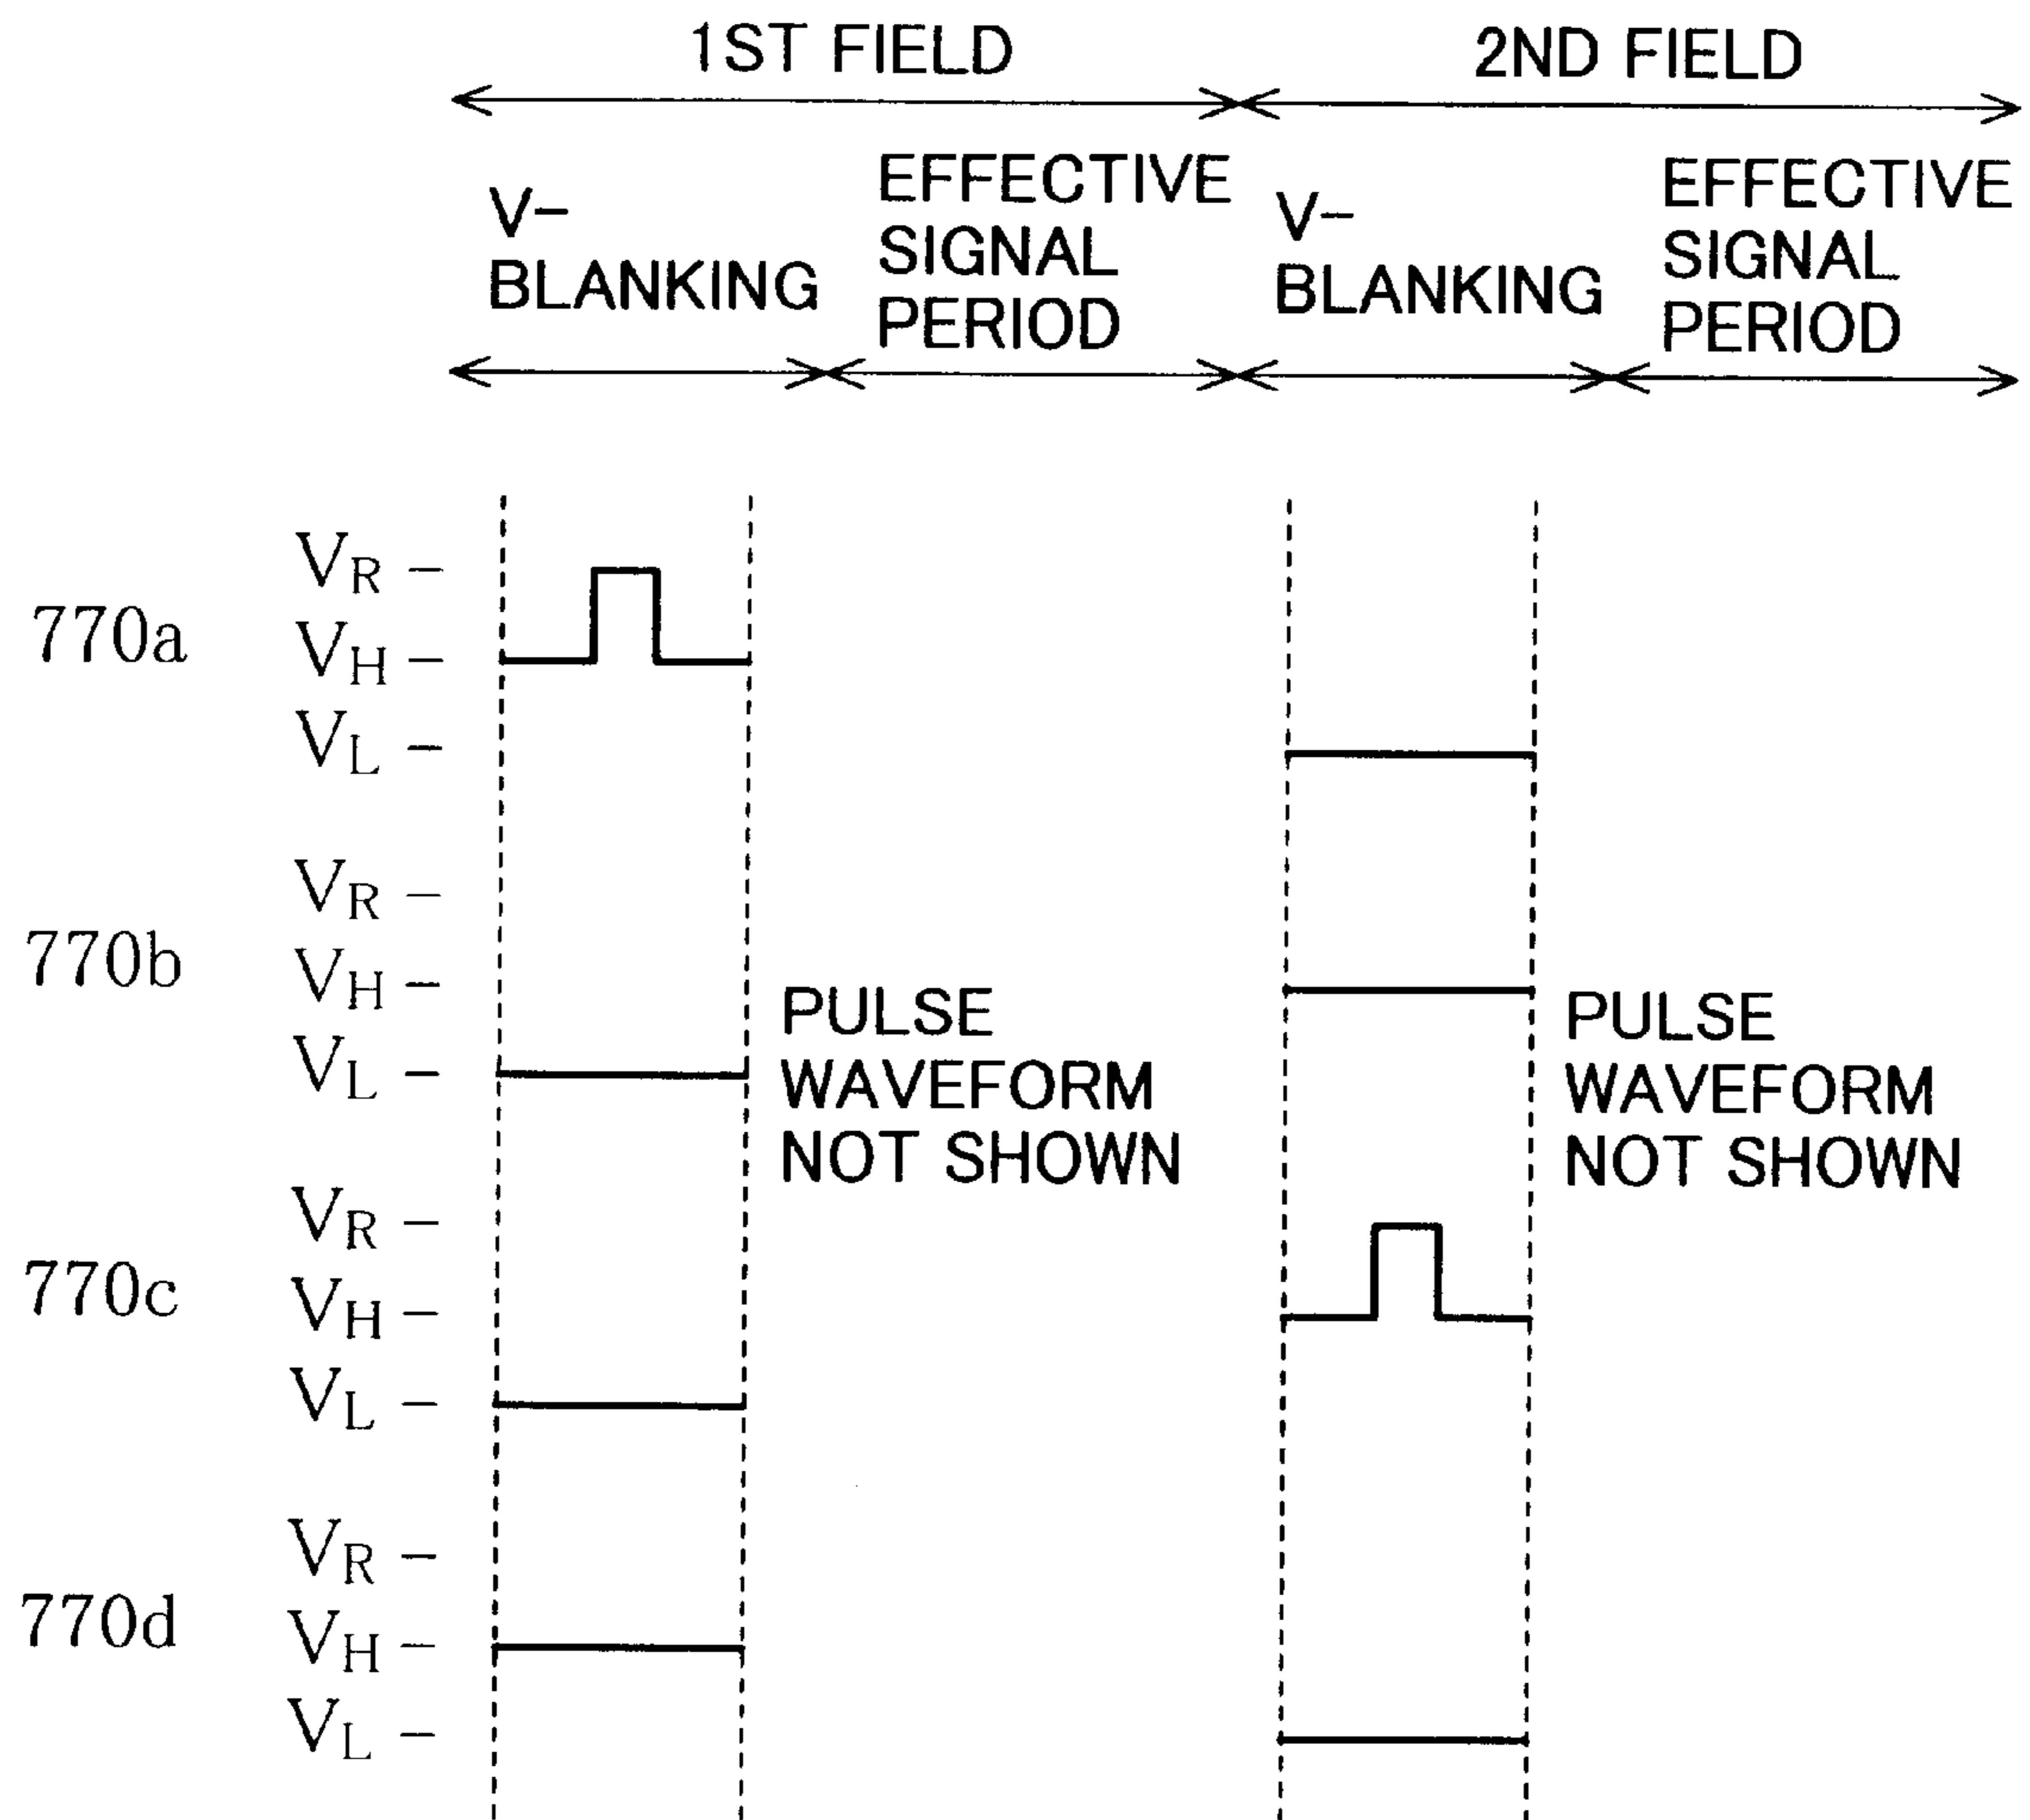 1ST FIELD 2ND FIELD
V- BLANKING
EFFECTIVE SIGNAL PERIOD
V- BLANKING
EFFECTIVE SIGNAL PERIOD
770a
VR -
VH -
VL -
770b
VR -
VH -
VL -
PULSE WAVEFORM NOT SHOWN
PULSE WAVEFORM NOT SHOWN
770c
VR -
VH -
VL -
770d
VR -
VH -
VL -